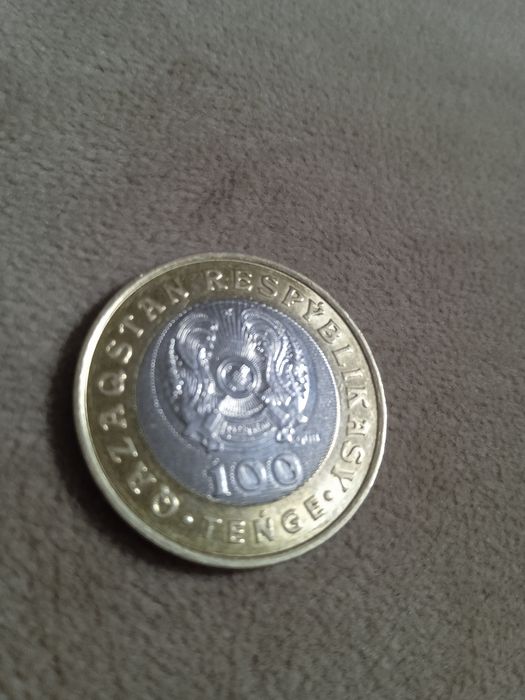 QAZAQSTAN RESPÝBLIKASY
100
• TEŃGE •